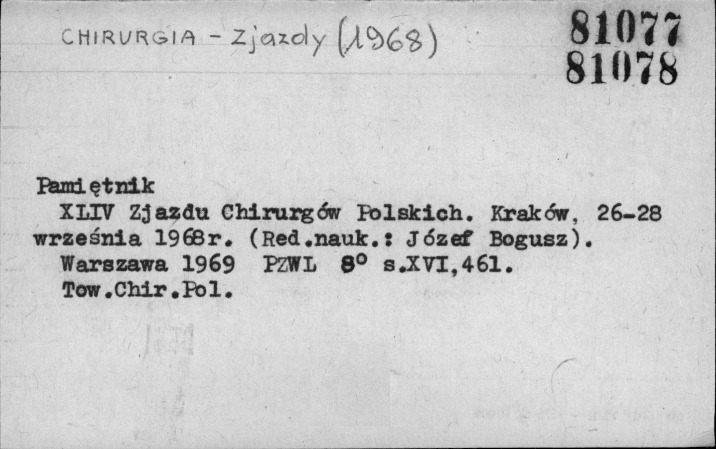 CHIRURGIA - Zjazdy (1968)
81077
81078
Pamiętnik
XLIV Zjazdu Chirurgów Polskich. Kraków, 26-28
września 1968r. (Red.nauk.: Józef Bogusz).
Warszawa 1969 PZWL 8° s.XVI,461.
Tow.Chir.Pol.